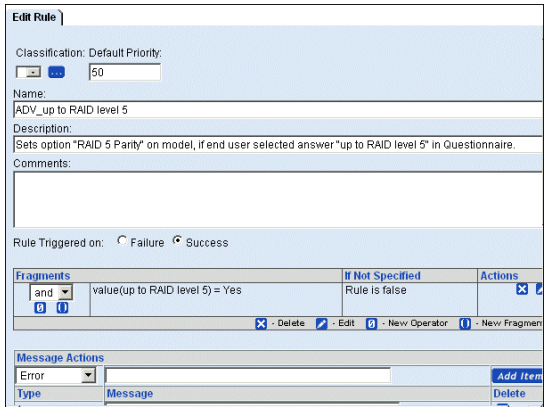 Edit Rule
Classification: Default Priority:
... 50
Name:
ADV_up to RAID level 5
Description:
Sets option "RAID 5 Parity" on model, if end user selected answer "up to RAID level 5" in Questionnaire.
Comments:
Rule Triggered on: Failure Success
Fragments If Not Specified Actions
and value(up to RAID level 5) = Yes Rule is false
()
- Delete - Edit - New Operator () - New Fragmen
Message Actions
Error Add Item
Type Message Delete